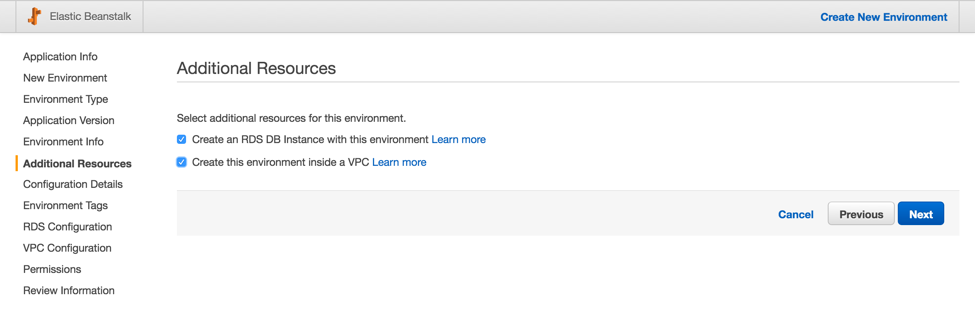 Elastic Beanstalk
Create New Environment
Application Info
New Environment
Environment Type
Application Version
Environment Info
Additional Resources
Configuration Details
Environment Tags
RDS Configuration
VPC Configuration
Permissions
Review Information
Additional Resources
Select additional resources for this environment.
Create an RDS DB Instance with this environment Learn more
Create this environment inside a VPC Learn more
Cancel
Previous
Next